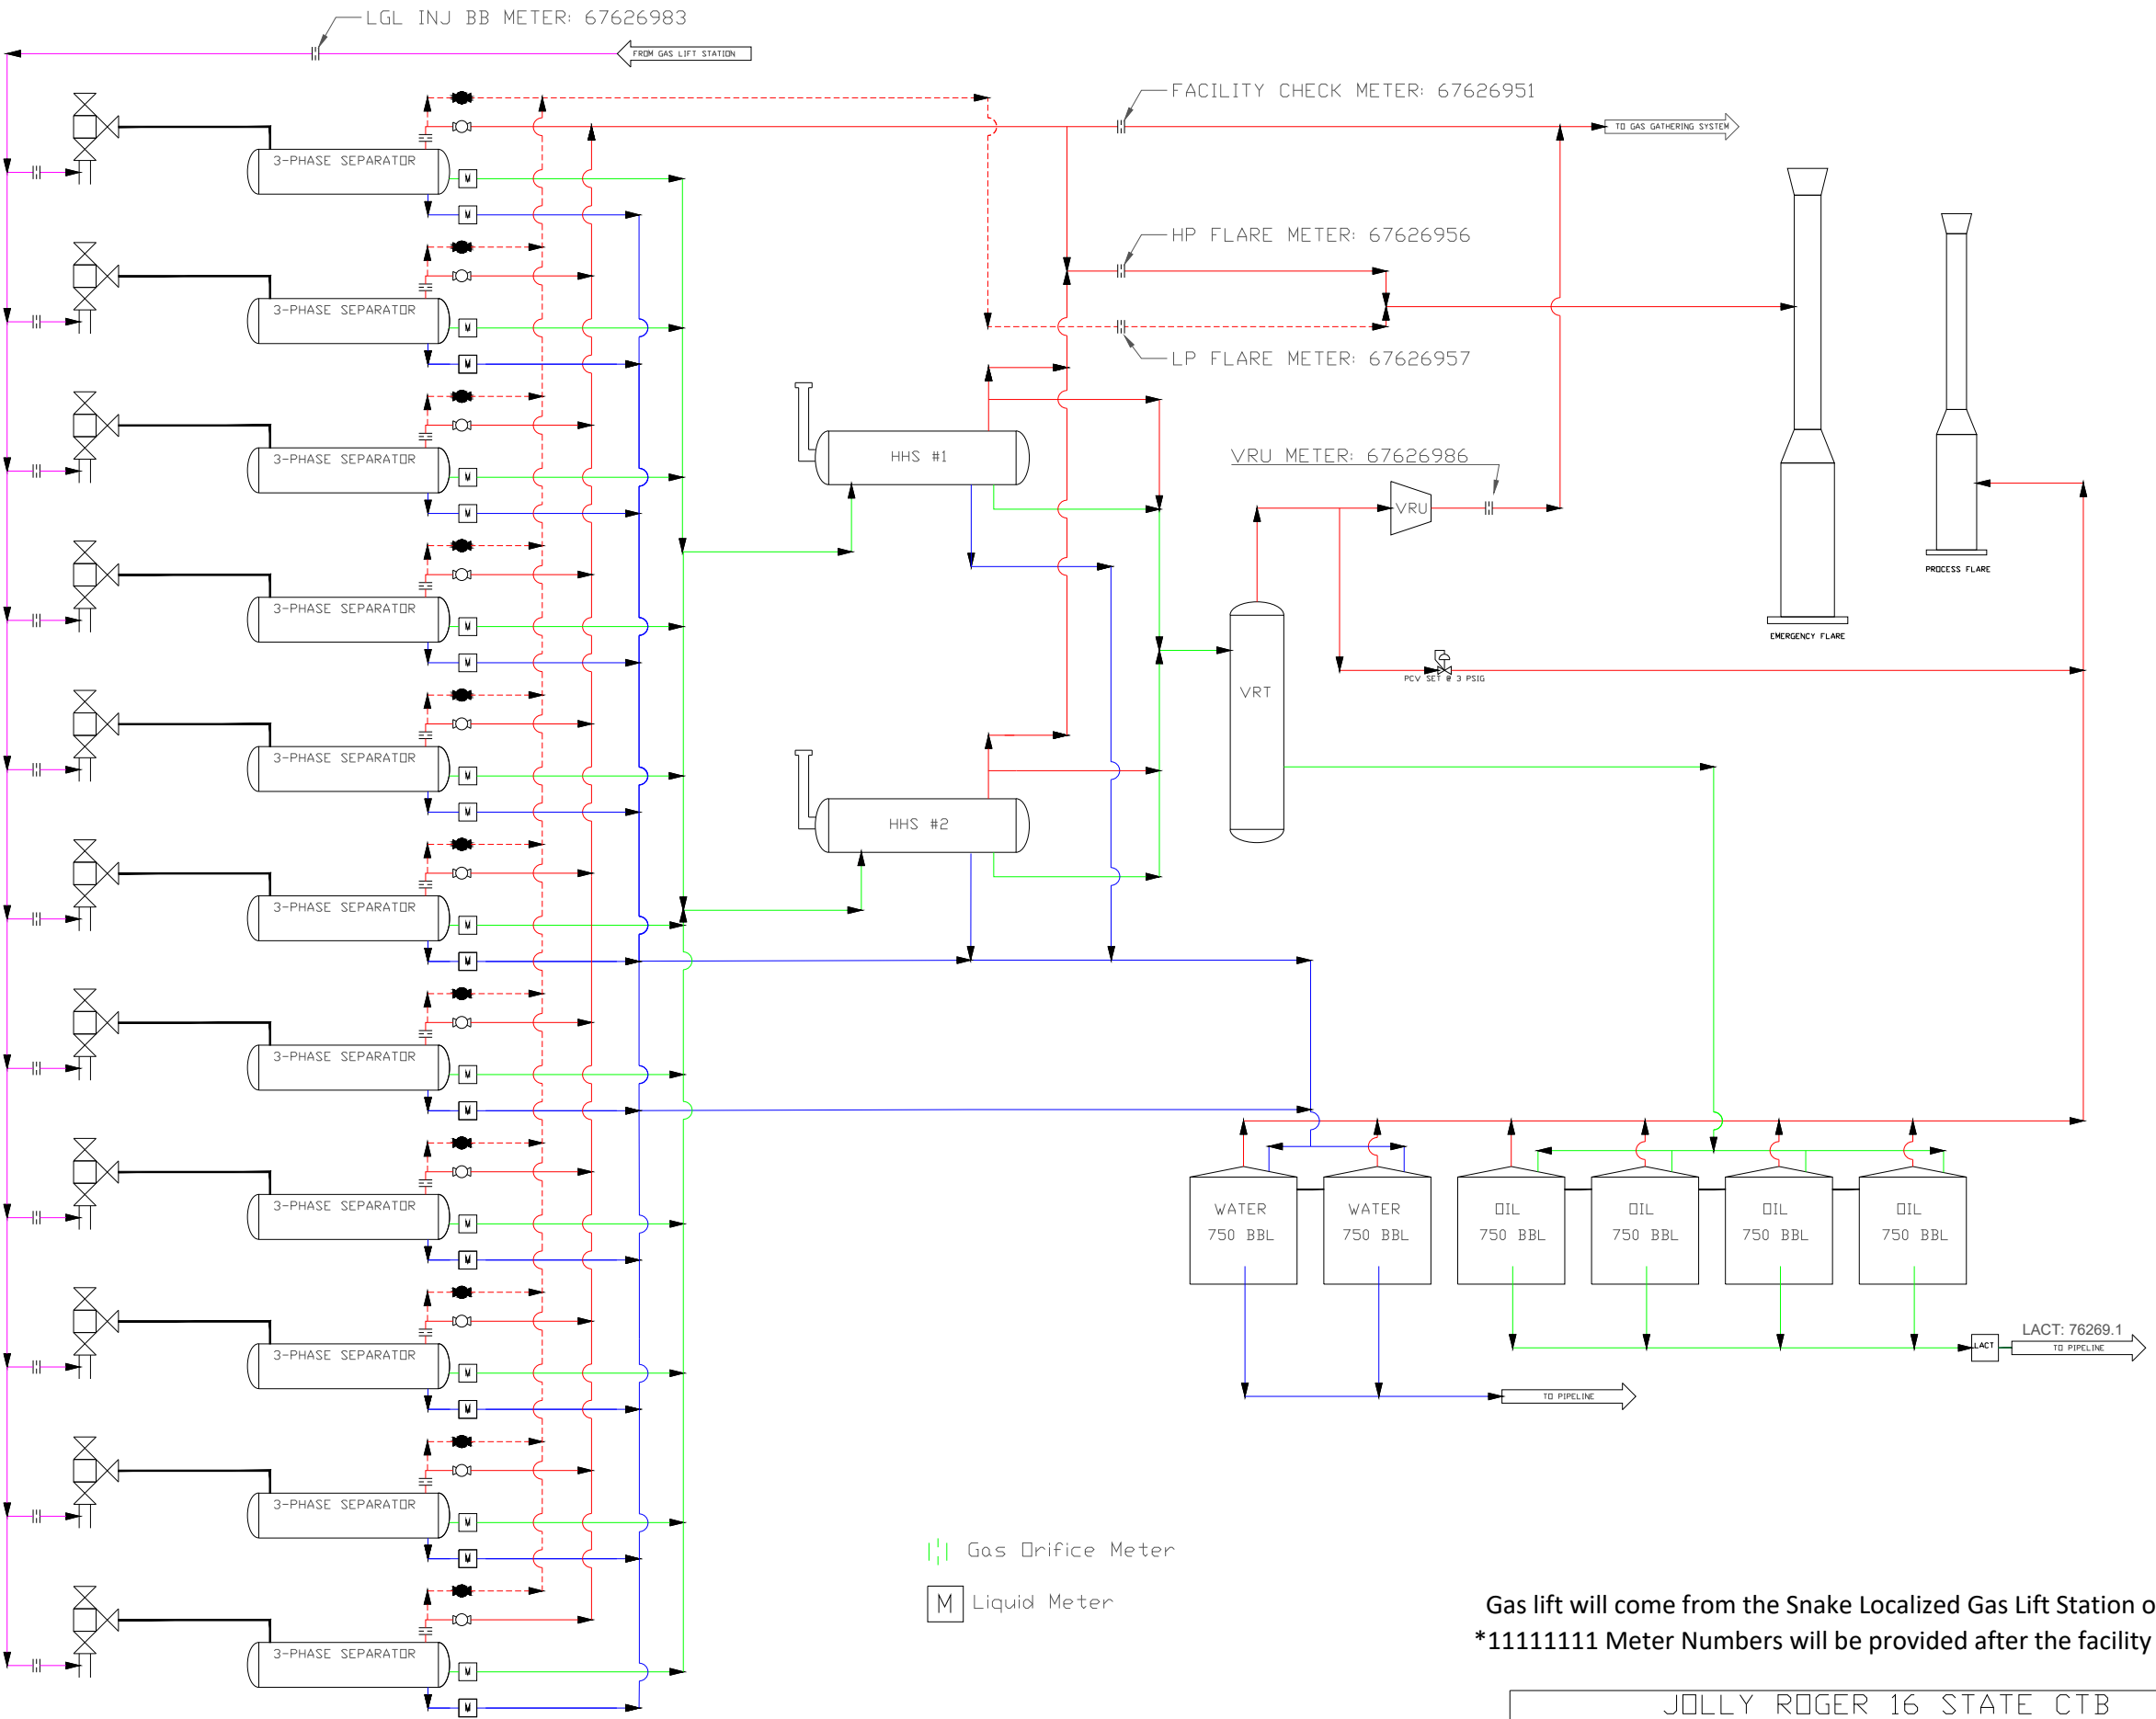 LGL INJ BB METER: 67626983
FROM GAS LIFT STATION
FACILITY CHECK METER: 67626951
TO GAS GATHERING SYSTEM
3-PHASE SEPARATOR
M
M
HP FLARE METER: 67626956
3-PHASE SEPARATOR
M
M
LP FLARE METER: 67626957
3-PHASE SEPARATOR
M
M
HHS #1
VRU METER: 67626986
VRU
PROCESS FLARE
3-PHASE SEPARATOR
M
M
EMERGENCY FLARE
PCV SET @ 3 PSIG
VRT
3-PHASE SEPARATOR
M
M
HHS #2
3-PHASE SEPARATOR
M
M
3-PHASE SEPARATOR
M
M
3-PHASE SEPARATOR
M
M
WATER
750 BBL
WATER
750 BBL
OIL
750 BBL
OIL
750 BBL
OIL
750 BBL
OIL
750 BBL
LACT
LACT: 76269.1
TO PIPELINE
TO PIPELINE
3-PHASE SEPARATOR
M
M
3-PHASE SEPARATOR
M
M
3-PHASE SEPARATOR
M
M
Gas Orifice Meter
M Liquid Meter
Gas lift will come from the Snake Localized Gas Lift Station o
*11111111 Meter Numbers will be provided after the facility
JOLLY ROGER 16 STATE CTB